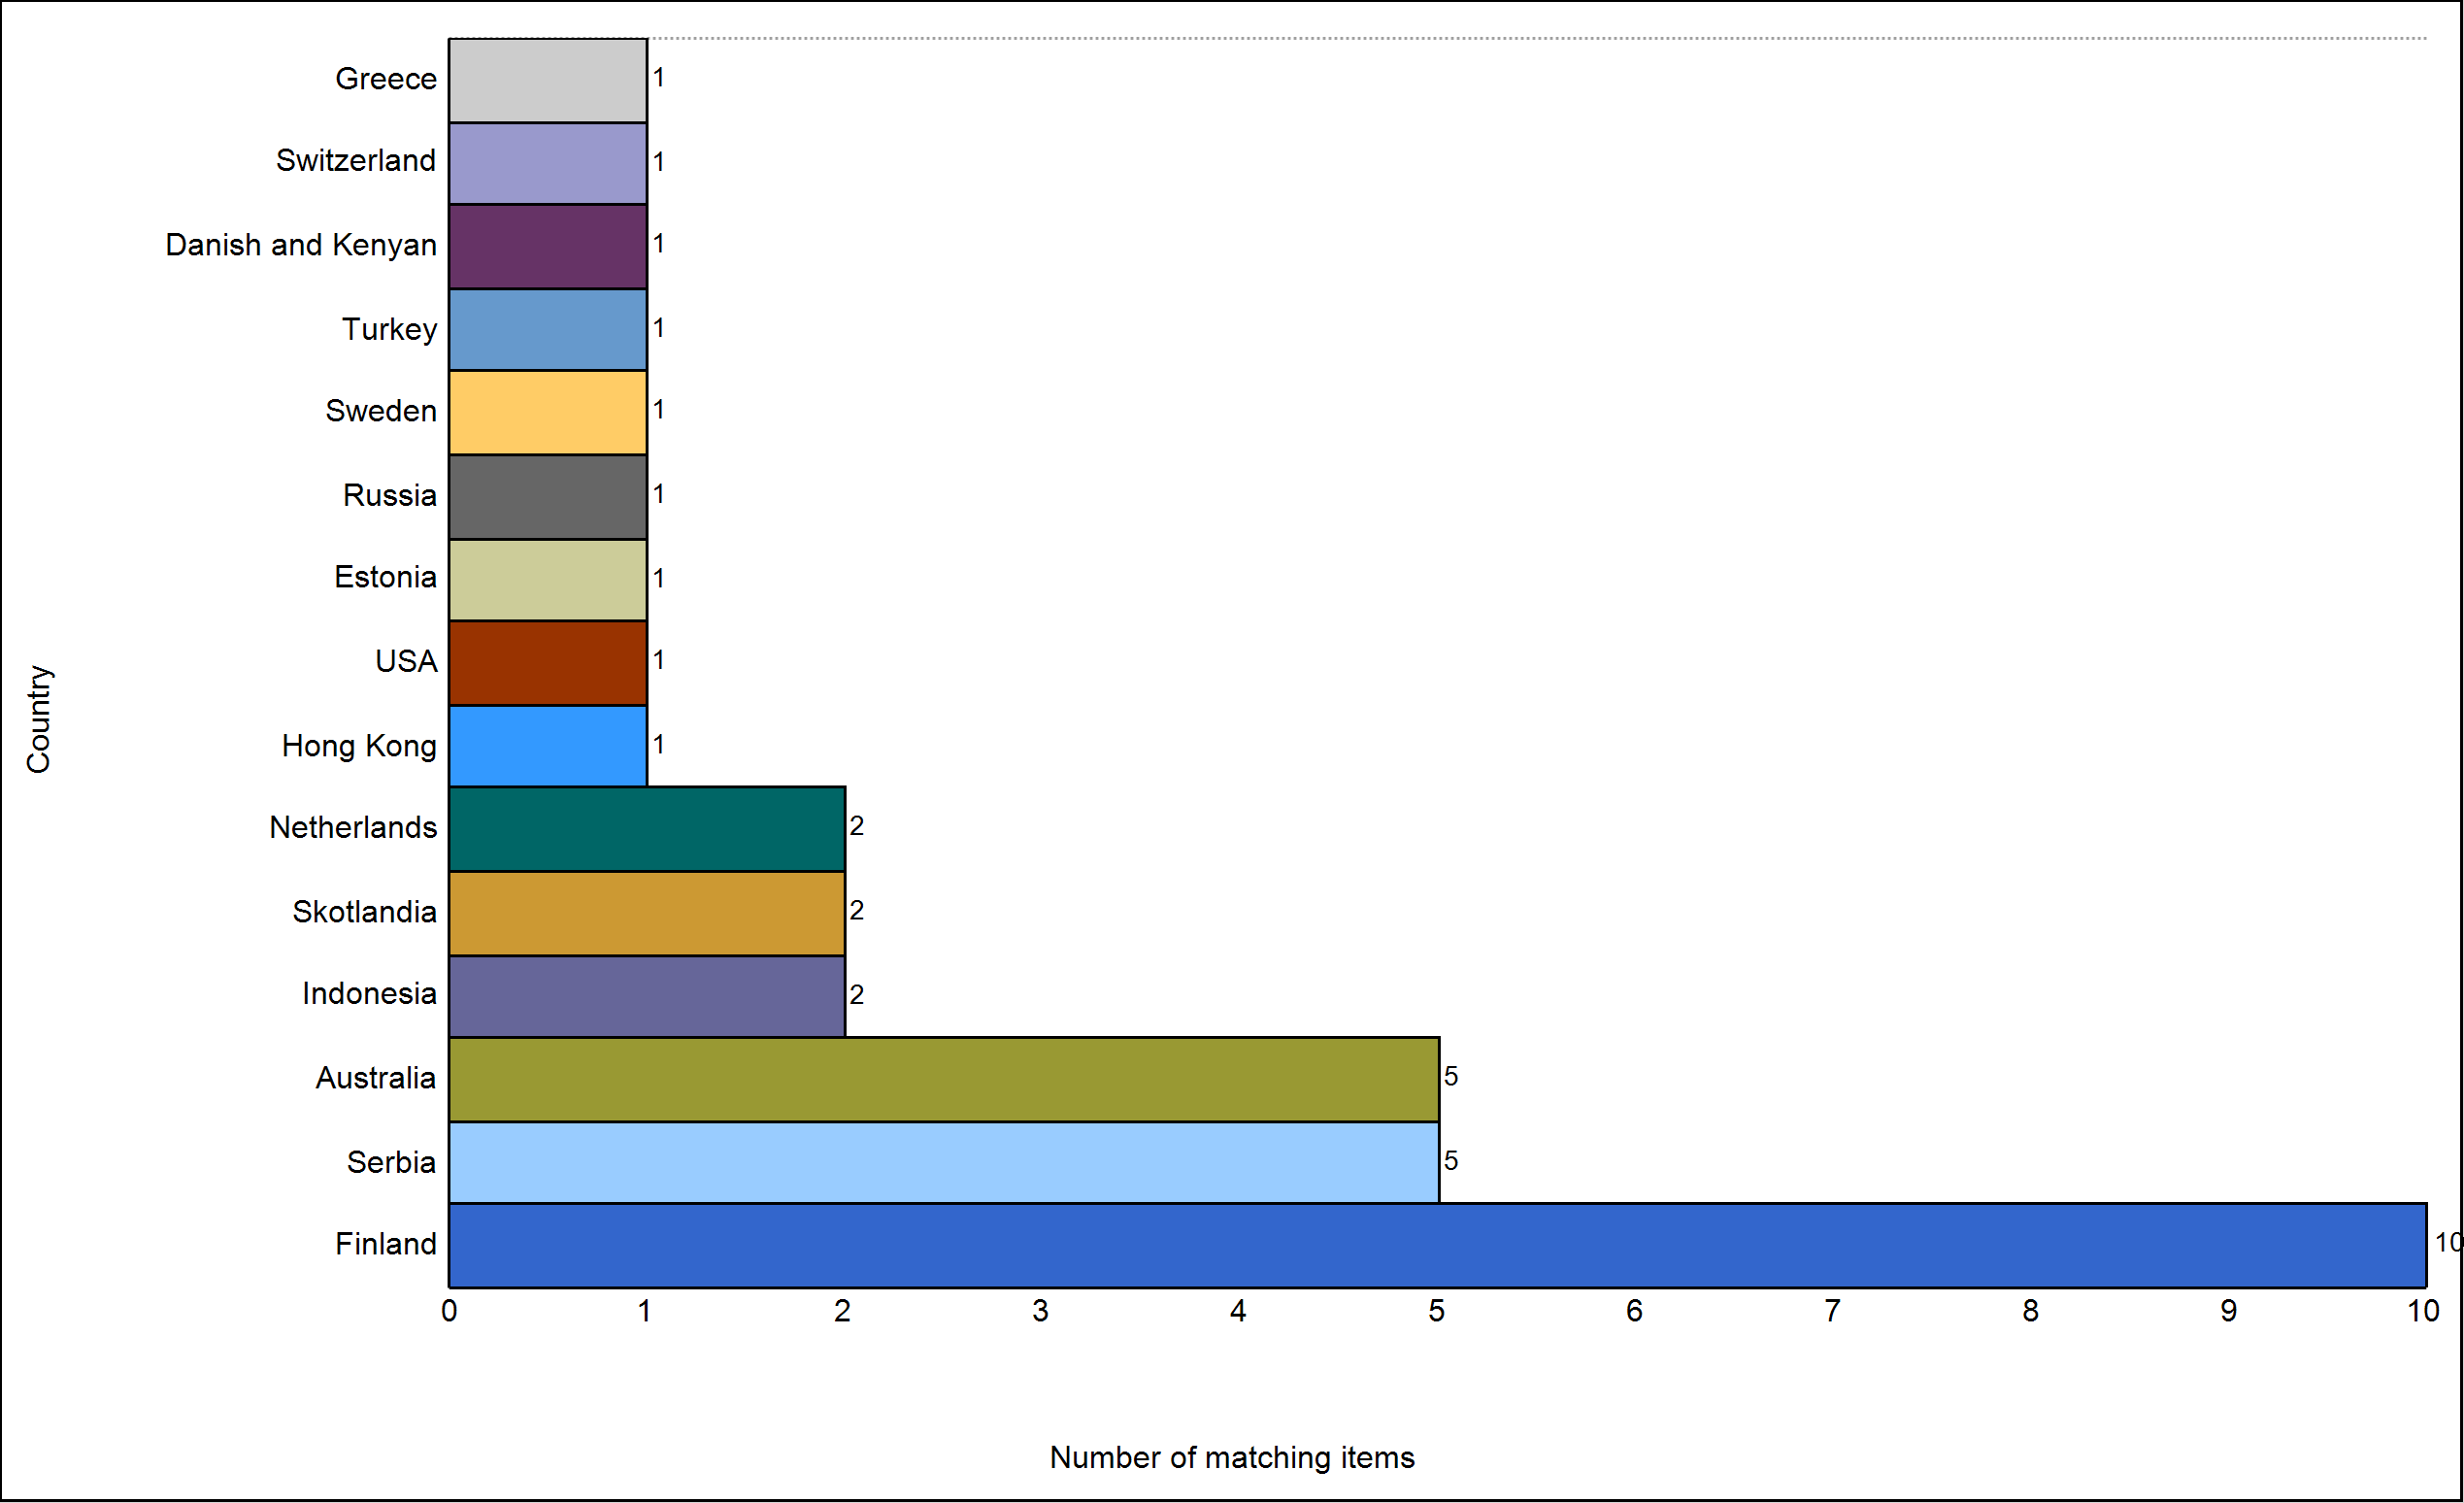 Greece 1
Switzerland 1
Danish and Kenyan 1
Turkey 1
Sweden 1
Russia 1
Estonia 1
USA 1
Hong Kong 1
Netherlands 2
Skotlandia 2
Indonesia 2
Australia 5
Serbia 5
Finland 10
0 1 2 3 4 5 6 7 8 9 10
Country
Number of matching items